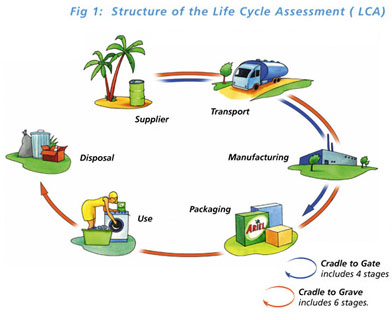 Fig 1: Structure of the Life Cycle Assessment ( LCA)
Supplier
Transport
Disposal
Manufacturing
Packaging
Use
ARIEL
Cradle to Gate
includes 4 stages
Cradle to Grave
includes 6 stages.